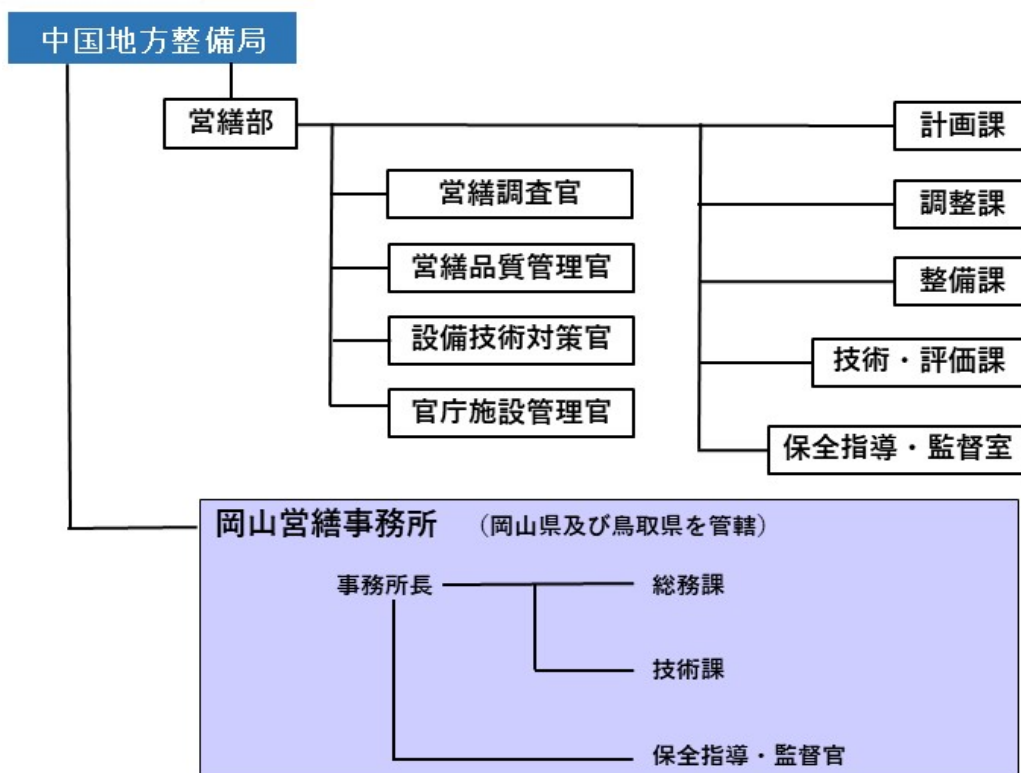 中国地方整備局
営繕部
計画課
営繕調査官
調整課
営繕品質管理官
整備課
設備技術対策官
技術・評価課
官庁施設管理官
保全指導・監督室
岡山営繕事務所 （岡山県及び鳥取県を管轄）
事務所長 総務課
技術課
保全指導・監督官